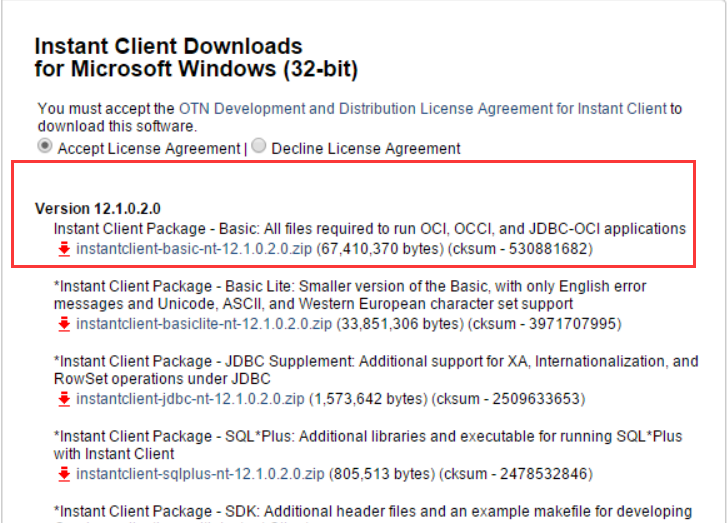 Instant Client Downloads
for Microsoft Windows (32-bit)
You must accept the OTN Development and Distribution License Agreement for Instant Client to
download this software.
Accept License Agreement | Decline License Agreement
Version 12.1.0.2.0
Instant Client Package - Basic: All files required to run OCI, OCCI, and JDBC-OCI applications
instantclient-basic-nt-12.1.0.2.0.zip (67,410,370 bytes) (cksum - 530881682)
*Instant Client Package - Basic Lite: Smaller version of the Basic, with only English error
messages and Unicode, ASCII, and Western European character set support
instantclient-basiclite-nt-12.1.0.2.0.zip (33,851,306 bytes) (cksum - 3971707995)
*Instant Client Package - JDBC Supplement: Additional support for XA, Internationalization, and
RowSet operations under JDBC
instantclient-jdbc-nt-12.1.0.2.0.zip (1,573,642 bytes) (cksum - 2509633653)
*Instant Client Package - SQL*Plus: Additional libraries and executable for running SQL*Plus
with Instant Client
instantclient-sqlplus-nt-12.1.0.2.0.zip (805,513 bytes) (cksum - 2478532846)
*Instant Client Package - SDK: Additional header files and an example makefile for developing